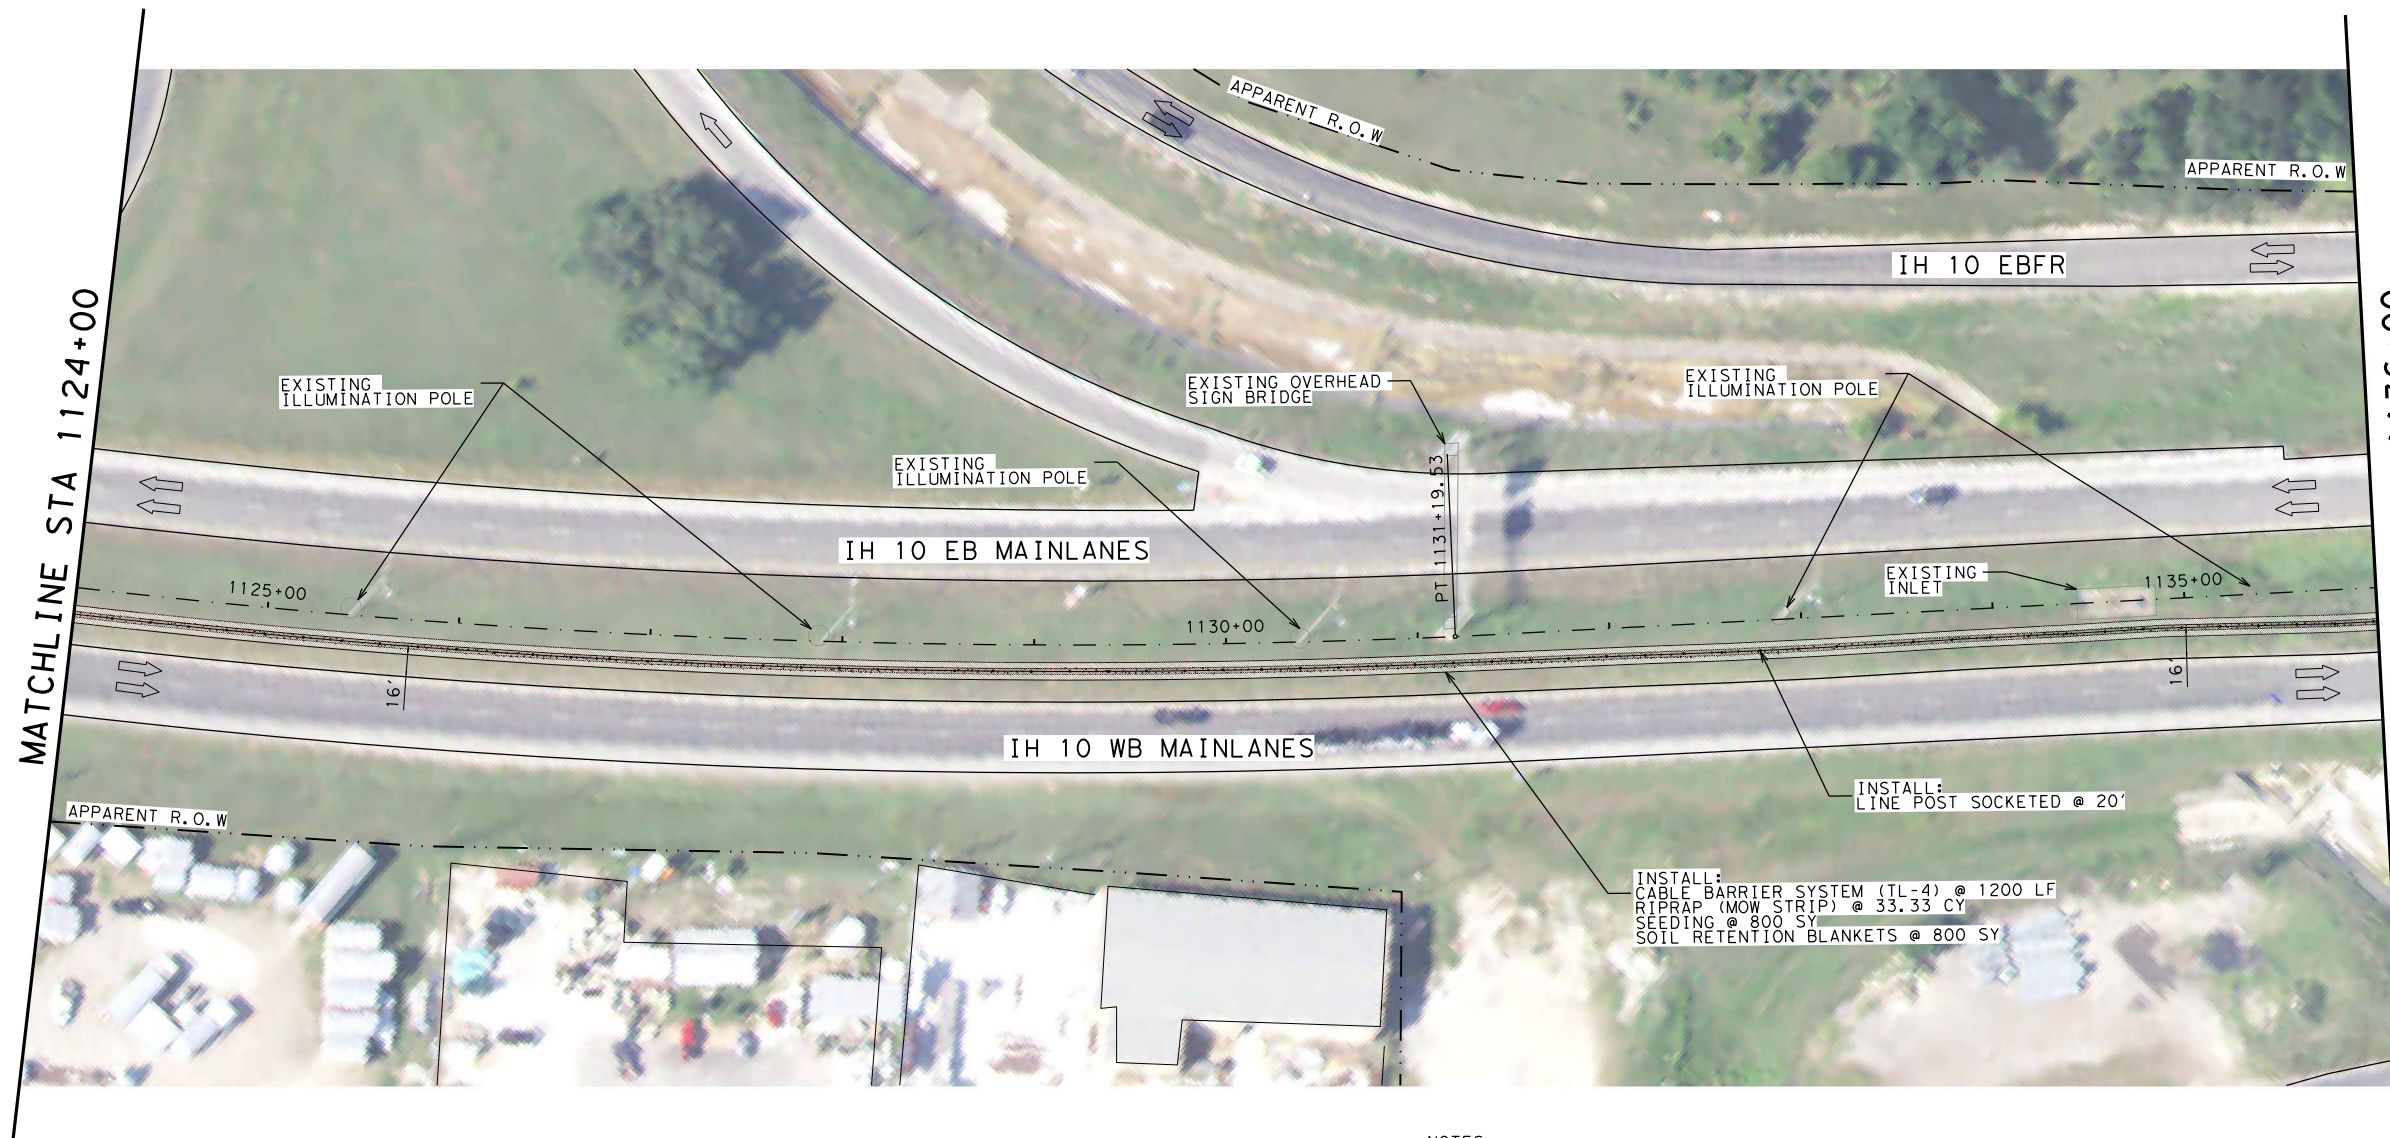 APPARENT R.O.W
APPARENT R.O.W
IH 10 EBFR
MATCHLINE STA 1124+00
EXISTING
ILLUMINATION POLE
EXISTING OVERHEAD
SIGN BRIDGE
EXISTING
ILLUMINATION POLE
EXISTING
ILLUMINATION POLE
PT 1131+19.53
IH 10 EB MAINLANES
1125+00
EXISTING
INLET
1135+00
1130+00
16'
16'
IH 10 WB MAINLANES
INSTALL:
LINE POST SOCKETED @ 20'
APPARENT R.O.W
INSTALL:
CABLE BARRIER SYSTEM (TL-4) @ 1200 LF
RIPRAP (MOW STRIP) @ 33.33 CY
SEEDING @ 800 SY
SOIL RETENTION BLANKETS @ 800 SY